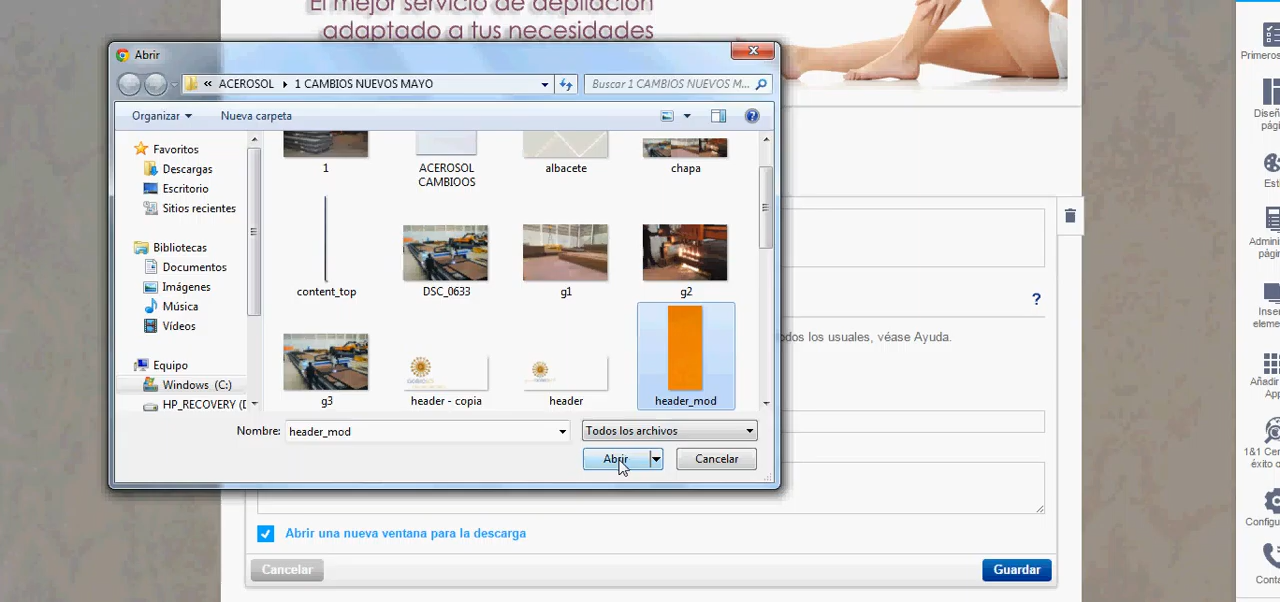 El mejor servicio de depilación
adaptado a tus necesidades
Abrir
« ACEROSOL 1 CAMBIOS NUEVOS MAYO
Buscar 1 CAMBIOS NUEVOS M...
Organizar
Nueva carpeta
Favoritos
Descargas
Escritorio
Sitios recientes
Bibliotecas
Documentos
Imágenes
Música
Vídeos
Equipo
Windows (C:)
HP_RECOVERY (D
1
ACEROSOL
CAMBIOOS
albacete
chapa
content_top
DSC_0633
g1
g2
g3
header - copia
header
header_mod
Nombre:
header_mod
Todos los archivos
Abrir
Cancelar
?
odos los usuales, véase Ayuda.
Abrir una nueva ventana para la descarga
Cancelar
Guardar
Primeros
Diseñ
pági
Esti
Admini
págin
Inser
eleme
Añadir
App
1&1 Cen
éxito o
Configu
Conta